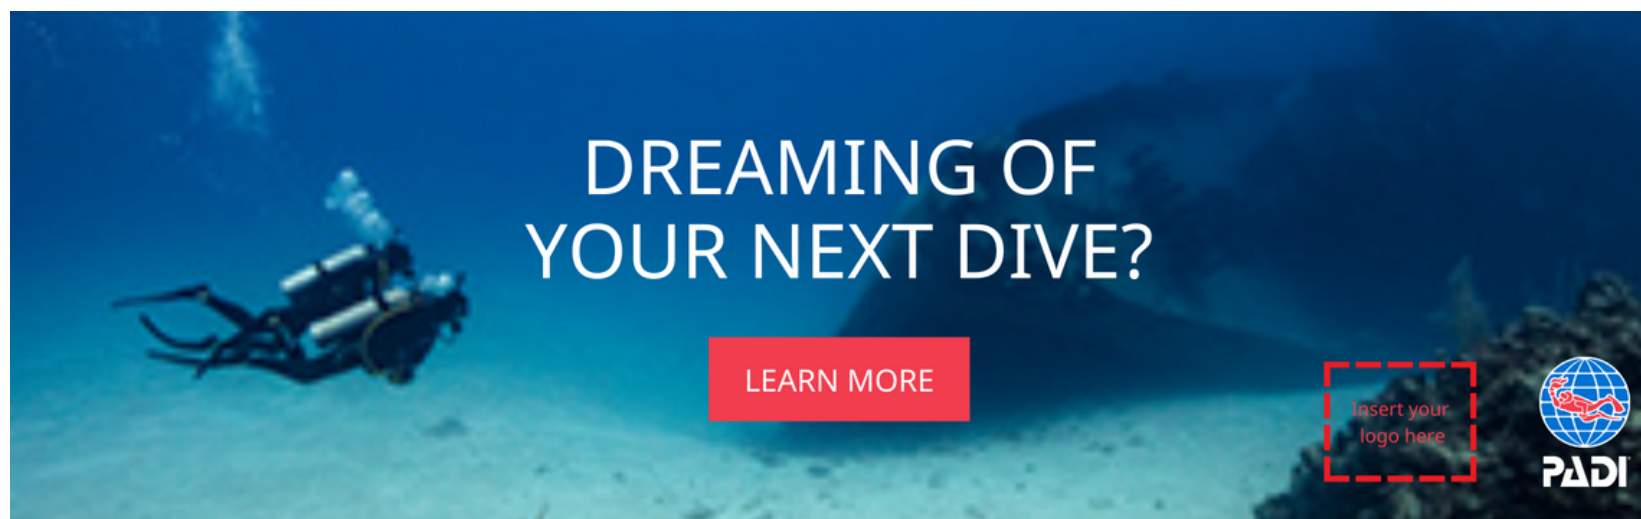 DREAMING OF
YOUR NEXT DIVE?
LEARN MORE
Insert your
logo here
PADI